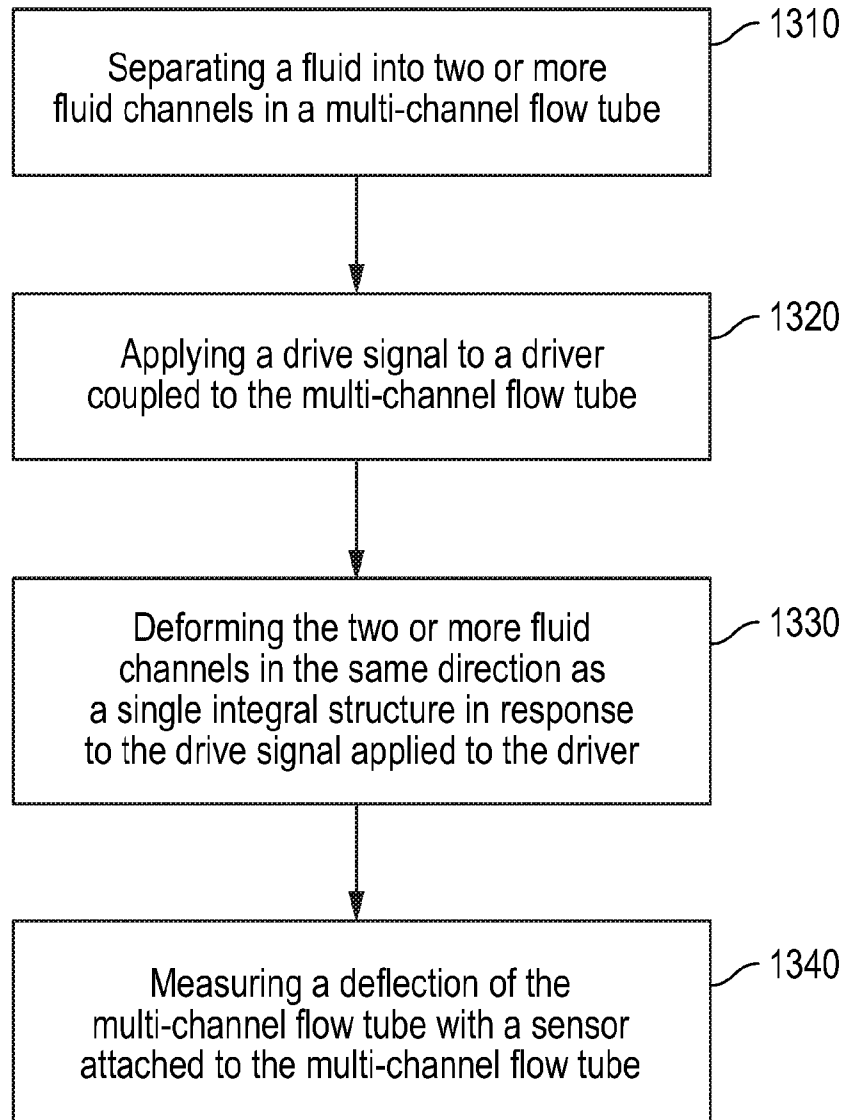 1310
Separating a fluid into two or more
fluid channels in a multi-channel flow tube
1320
Applying a drive signal to a driver
coupled to the multi-channel flow tube
1330
Deforming the two or more fluid
channels in the same direction as
a single integral structure in response
to the drive signal applied to the driver
1340
Measuring a deflection of the
multi-channel flow tube with a sensor
attached to the multi-channel flow tube